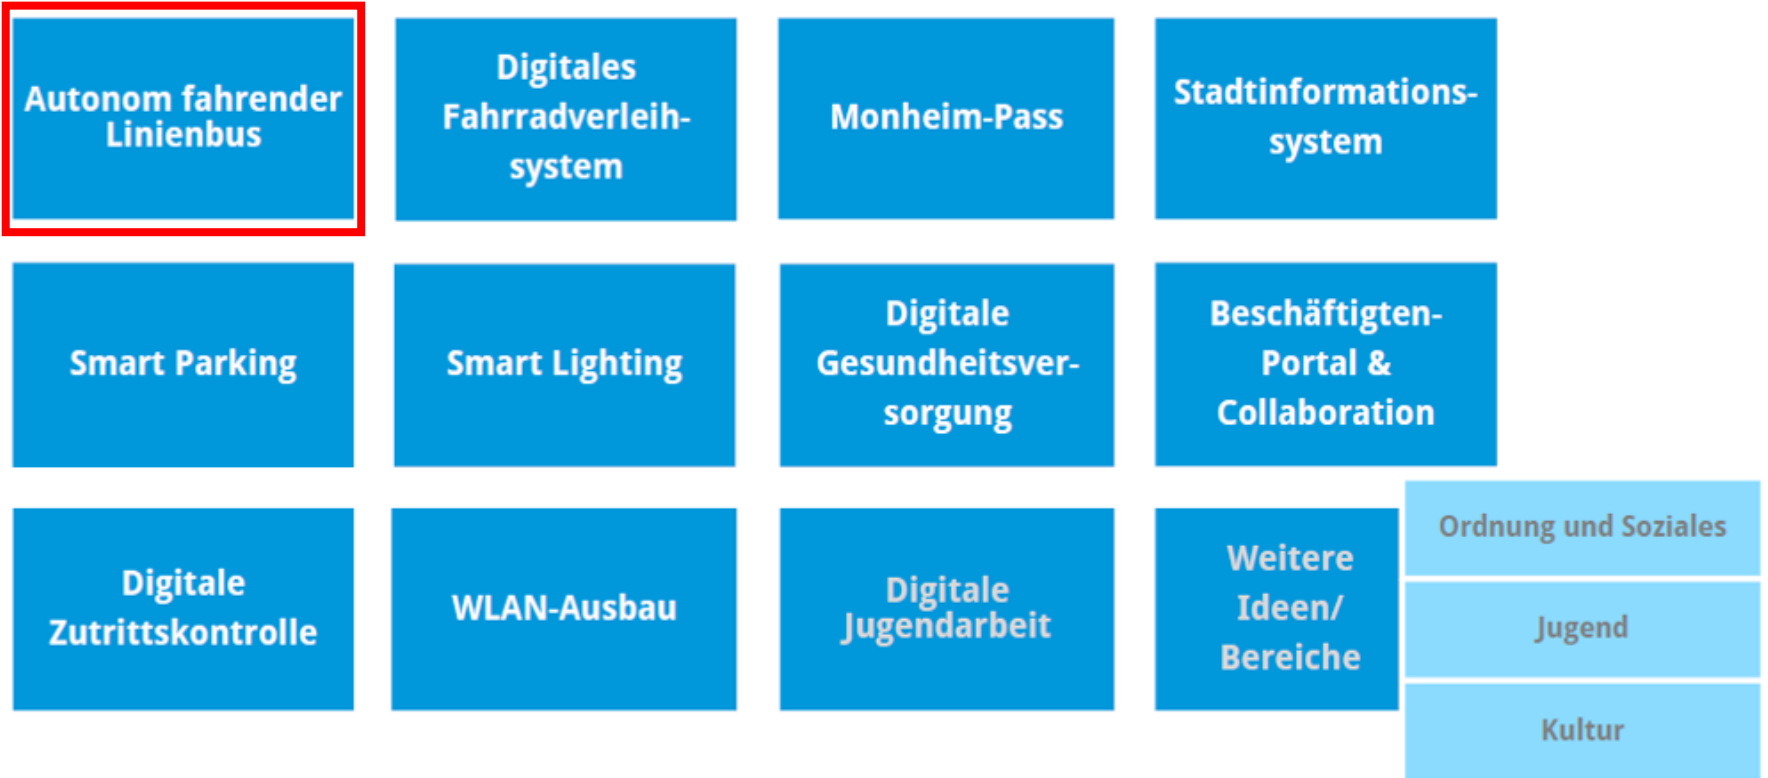 Autonom fahrender
Linienbus
Digitales
Fahrradverleih-
system
Monheim-Pass
Stadtinformations-
system
Smart Parking
Smart Lighting
Digitale
Gesundheitsver-
sorgung
Beschäftigten-
Portal &
Collaboration
Digitale
Zutrittskontrolle
WLAN-Ausbau
Digitale
Jugendarbeit
Weitere
Ideen/
Bereiche
Ordnung und Soziales
Jugend
Kultur